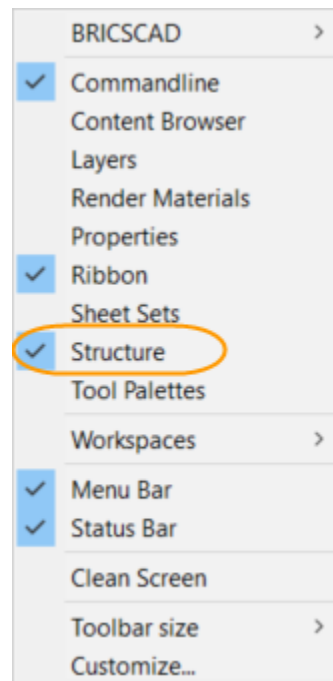 BRICSCAD
Commandline
Content Browser
Layers
Render Materials
Properties
Ribbon
Sheet Sets
Structure
Tool Palettes
Workspaces
Menu Bar
Status Bar
Clean Screen
Toolbar size
Customize...